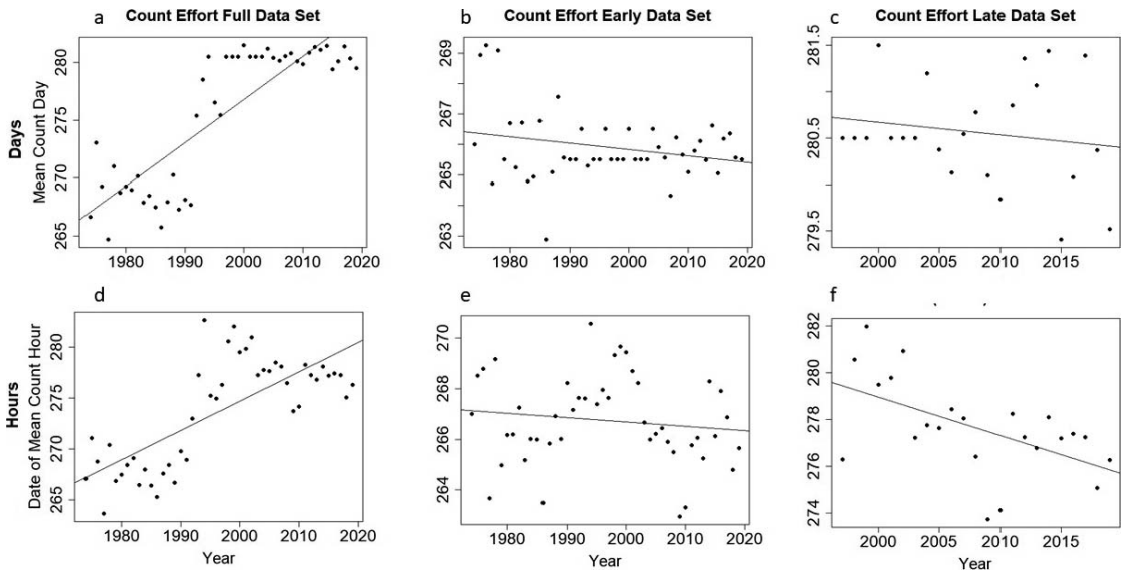 a Count Effort Full Data Set
b Count Effort Early Data Set
c Count Effort Late Data Set
Days
Mean Count Day
265 270 275 280
1980 1990 2000 2010 2020
263 265 267 269
1980 1990 2000 2010 2020
279.5 280.5 281.5
2000 2005 2010 2015
d
e
f
Hours
Date of Mean Count Hour
265 270 275 280
1980 1990 2000 2010 2020
Year
264 266 268 270
1980 1990 2000 2010 2020
Year
274 276 278 280 282
2000 2005 2010 2015
Year